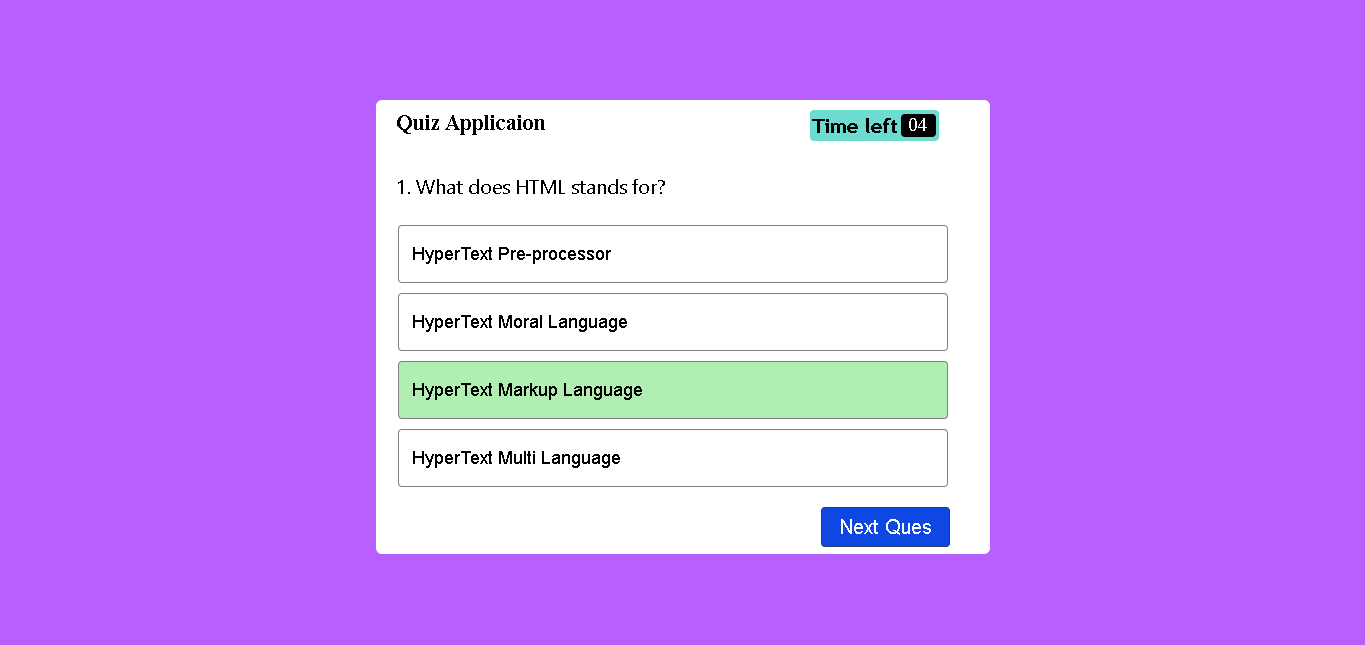 Quiz Applicaion
Time left 04
1. What does HTML stands for?
HyperText Pre-processor
HyperText Moral Language
HyperText Markup Language
HyperText Multi Language
Next Ques